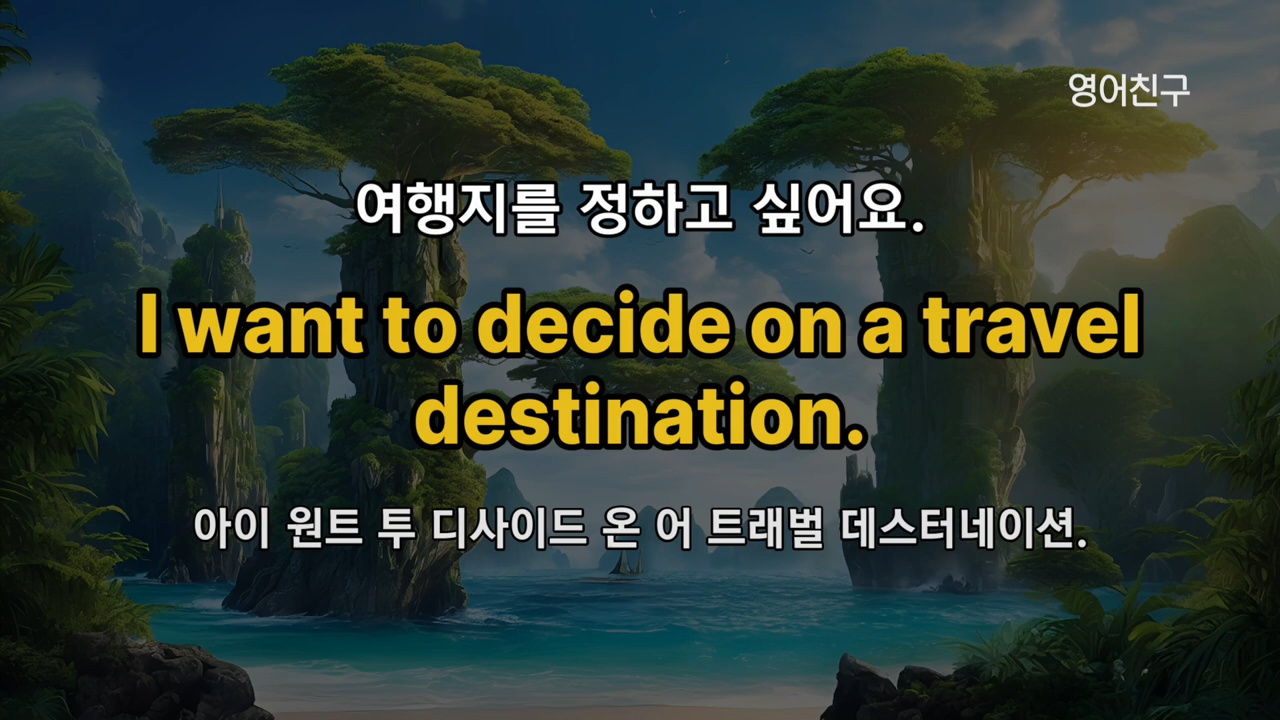 영어친구
여행지를 정하고 싶어요.
I want to decide on a travel
destination.
아이 원트 투 디사이드 온 어 트래벌 데스터네이션.